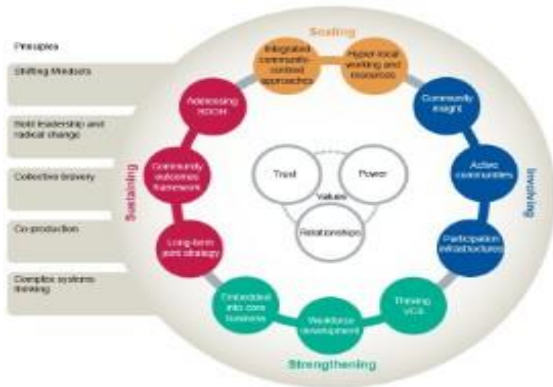 Principles
Shifting Mindsets
Bold leadership and
radical change
Collective bravery
Co-production
Complex systems
thinking
Scaling
Integrated
community-
centred
approaches
Hyper-local
working and
resources
Involving
Community
insight
Active
communities
Participation
infrastructures
Strengthening
Thriving
VCS
Workforce
development
Embedded
into core
business
Sustaining
Long-term
joint strategy
Community
outcomes
framework
Addressing
SDOH
Trust
Power
Values
Relationships